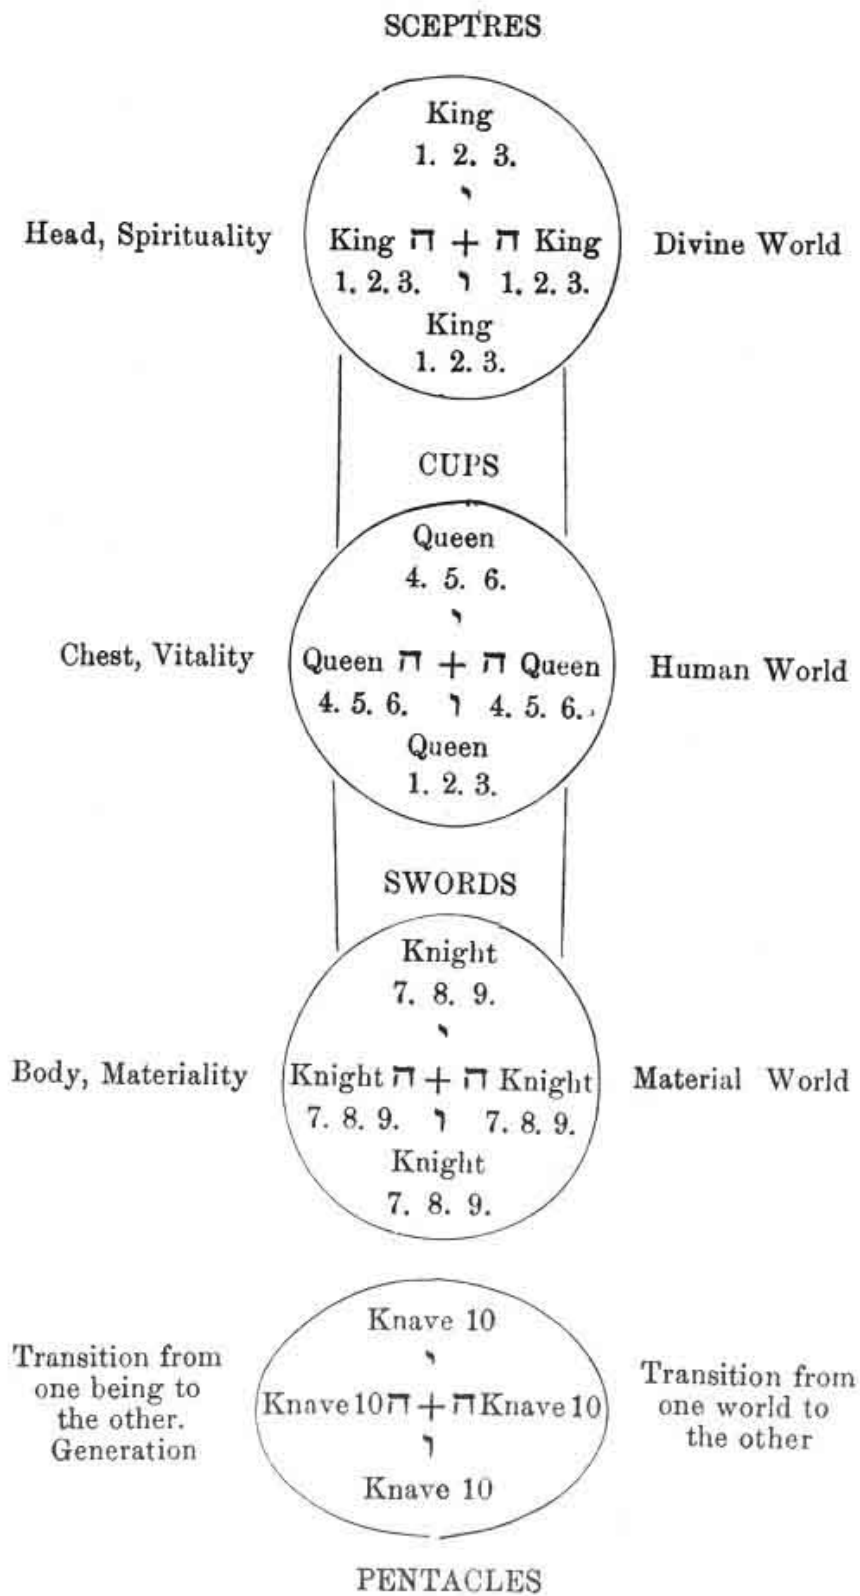 SCEPTRES
King
1. 2. 3.
י
Head, Spirituality
King ה + ה King
Divine World
1. 2. 3. ו 1. 2. 3.
King
1. 2. 3.
CUPS
Queen
4. 5. 6.
י
Chest, Vitality
Queen ה + ה Queen
Human World
4. 5. 6. ו 4. 5. 6.
Queen
1. 2. 3.
SWORDS
Knight
7. 8. 9.
י
Body, Materiality
Knight ה + ה Knight
Material World
7. 8. 9. ו 7. 8. 9.
Knight
7. 8. 9.
Knave 10
י
Transition from
one being to
the other.
Generation
Knave 10 ה + ה Knave 10
ו
Knave 10
Transition from
one world to
the other
PENTACLES